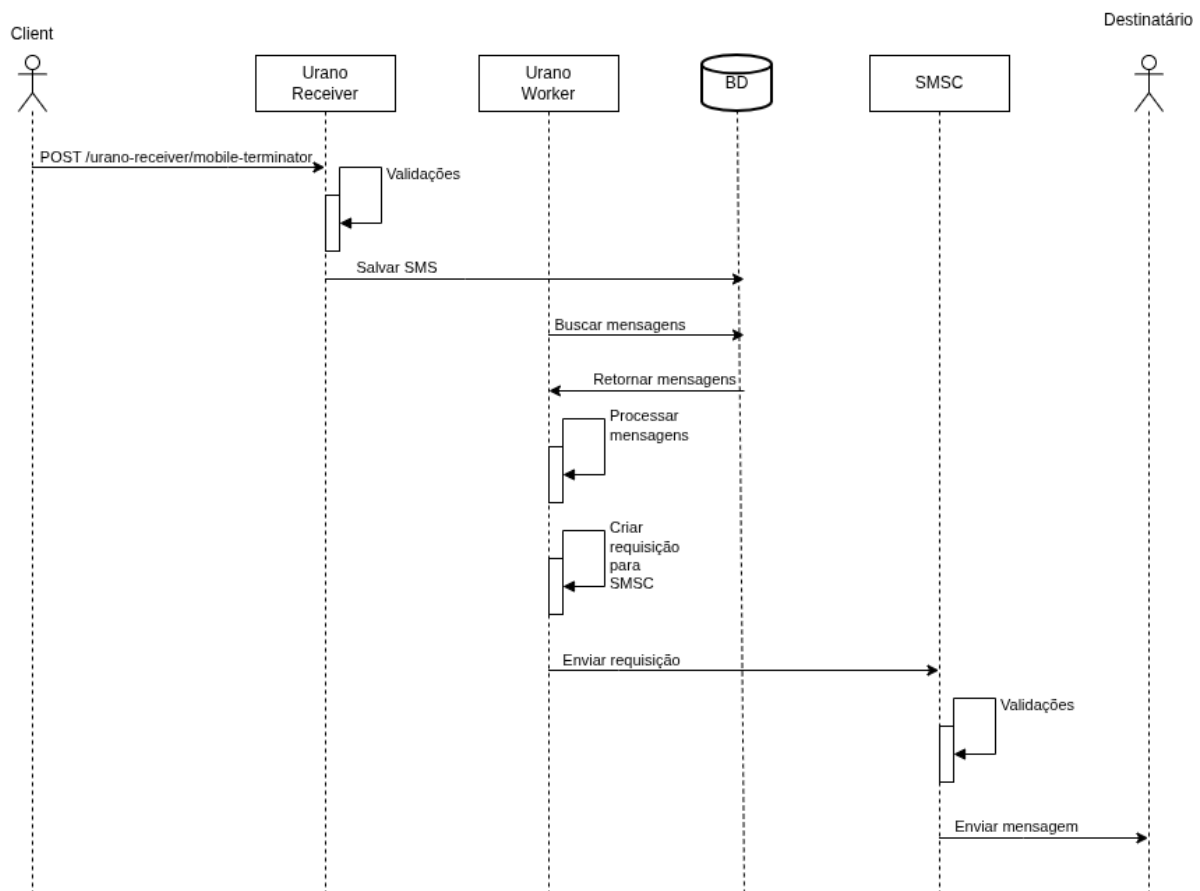 Client
Destinatário
Urano
Receiver
Urano
Worker
BD
SMSC
POST /urano-receiver/mobile-terminator
Validações
Salvar SMS
Buscar mensagens
Retornar mensagens
Processar
mensagens
Criar
requisição
para
SMSC
Enviar requisição
Validações
Enviar mensagem